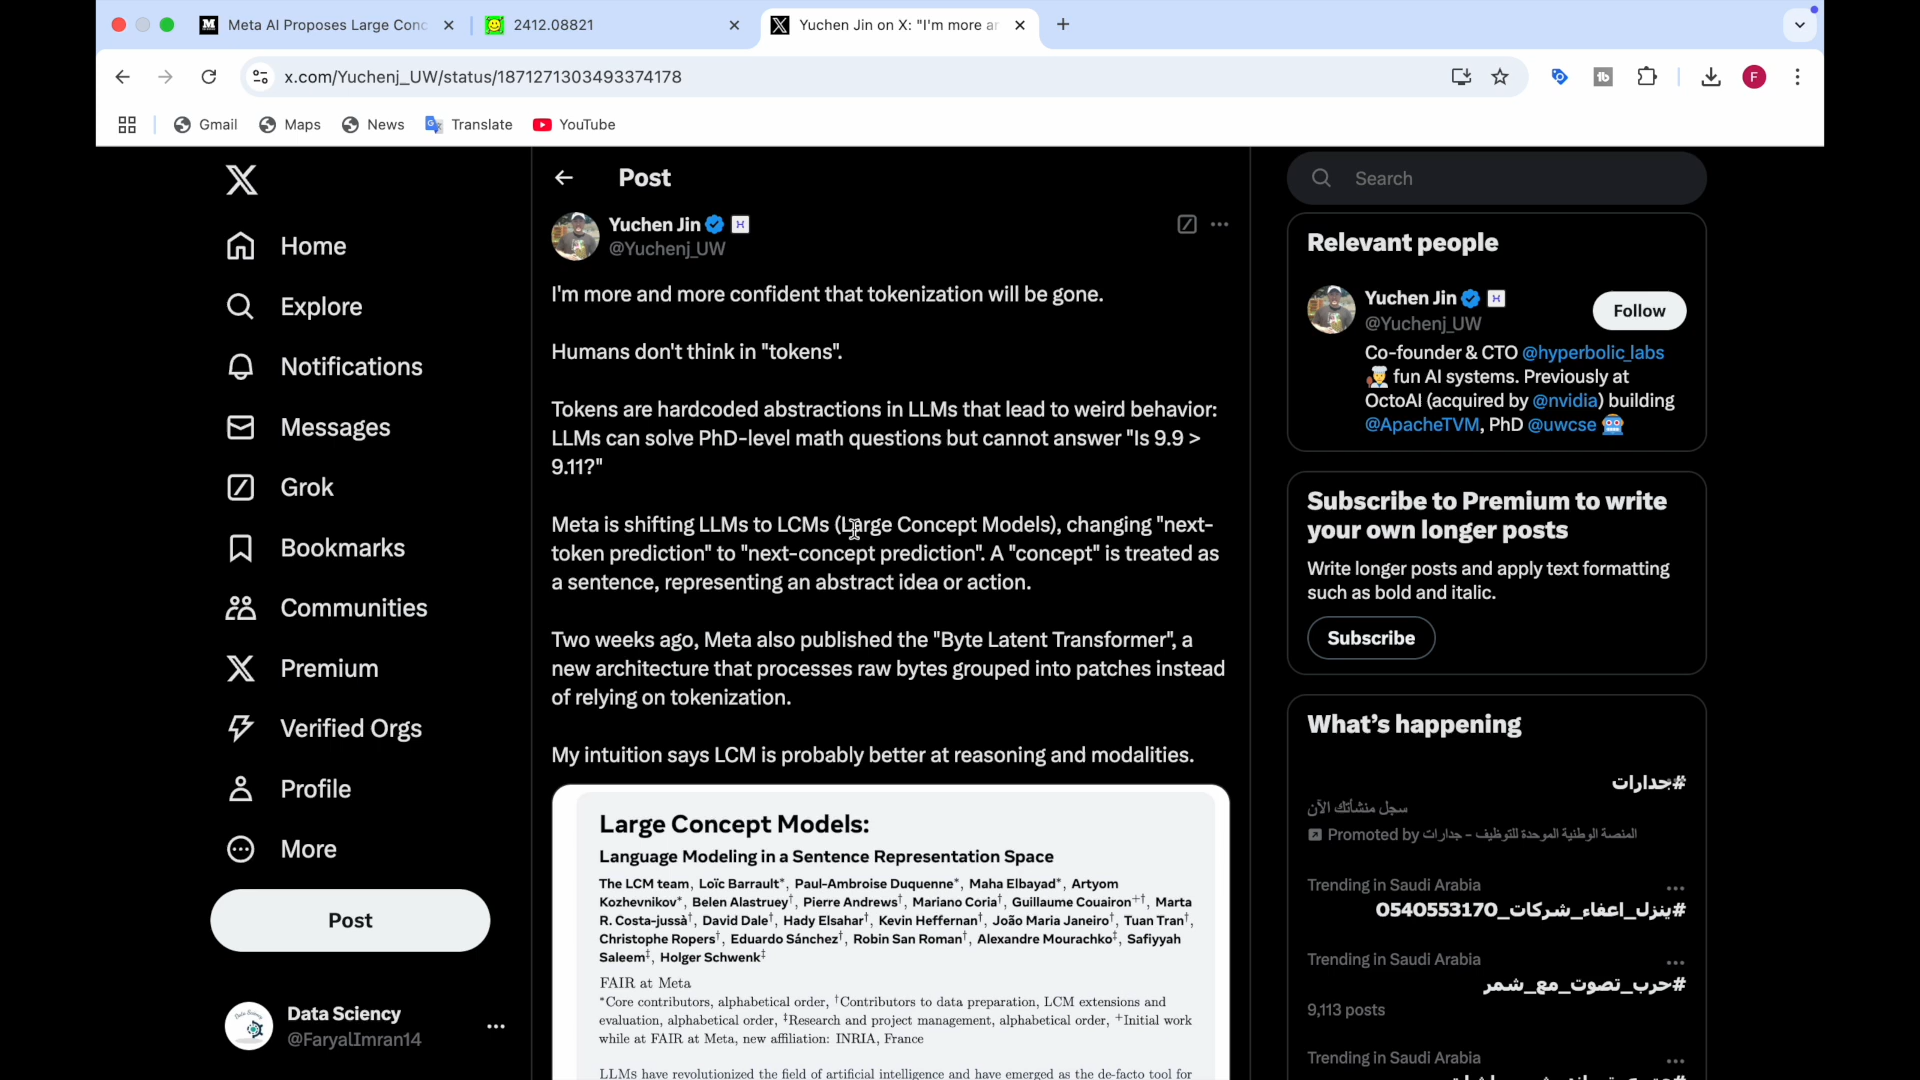 Meta AI Proposes Large Conc
2412.08821
Yuchen Jin on X: "I'm more ar
x.com/Yuchenj_UW/status/1871271303493374178
F
Gmail
Maps
News
Translate
YouTube
Home
Explore
Notifications
Messages
Grok
Bookmarks
Communities
Premium
Verified Orgs
Profile
More
Post
Data Sciency
@FaryalImran14
Post
Yuchen Jin
@Yuchenj_UW
I'm more and more confident that tokenization will be gone.
Humans don't think in "tokens".
Tokens are hardcoded abstractions in LLMs that lead to weird behavior:
LLMs can solve PhD-level math questions but cannot answer "Is 9.9 >
9.11?"
Meta is shifting LLMs to LCMs (Large Concept Models), changing "next-
token prediction" to "next-concept prediction". A "concept" is treated as
a sentence, representing an abstract idea or action.
Two weeks ago, Meta also published the "Byte Latent Transformer", a
new architecture that processes raw bytes grouped into patches instead
of relying on tokenization.
My intuition says LCM is probably better at reasoning and modalities.
Large Concept Models:
Language Modeling in a Sentence Representation Space
The LCM team, Loïc Barrault*, Paul-Ambroise Duquenne*, Maha Elbayad*, Artyom
Kozhevnikov*, Belen Alastruey†, Pierre Andrews†, Mariano Coria†, Guillaume Couairon+†, Marta
R. Costa-jussà†, David Dale†, Hady Elsahar†, Kevin Heffernan†, João Maria Janeiro†, Tuan Tran†,
Christophe Ropers†, Eduardo Sánchez†, Robin San Roman†, Alexandre Mourachko‡, Safiyyah
Saleem‡, Holger Schwenk‡
FAIR at Meta
*Core contributors, alphabetical order, †Contributors to data preparation, LCM extensions and
evaluation, alphabetical order, ‡Research and project management, alphabetical order, +Initial work
while at FAIR at Meta, new affiliation: INRIA, France
LLMs have revolutionized the field of artificial intelligence and have emerged as the de-facto tool for
Search
Relevant people
Yuchen Jin
@Yuchenj_UW
Follow
Co-founder & CTO @hyperbolic_labs
fun AI systems. Previously at
OctoAI (acquired by @nvidia) building
@ApacheTVM, PhD @uwcse
Subscribe to Premium to write
your own longer posts
Write longer posts and apply text formatting
such as bold and italic.
Subscribe
What's happening
#جدارات
سجل منشأتك الآن
Promoted by المنصة الوطنية الموحدة للتوظيف - جدارات
Trending in Saudi Arabia
#ينزل_اعفاء_شركات_0540553170
Trending in Saudi Arabia
#حرب_تصوت_مع_شمر
9,113 posts
Trending in Saudi Arabia